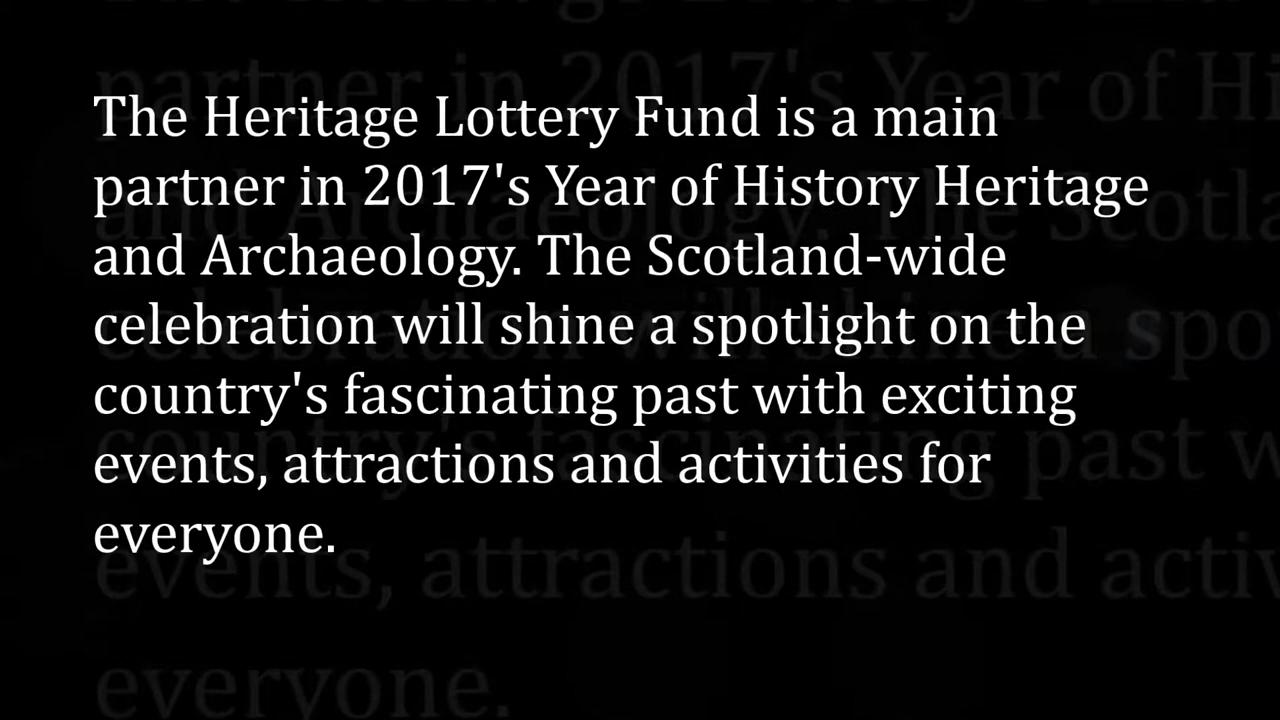 The Heritage Lottery Fund is a main
partner in 2017's Year of History Heritage
and Archaeology. The Scotland-wide
celebration will shine a spotlight on the
country's fascinating past with exciting
events, attractions and activities for
everyone.